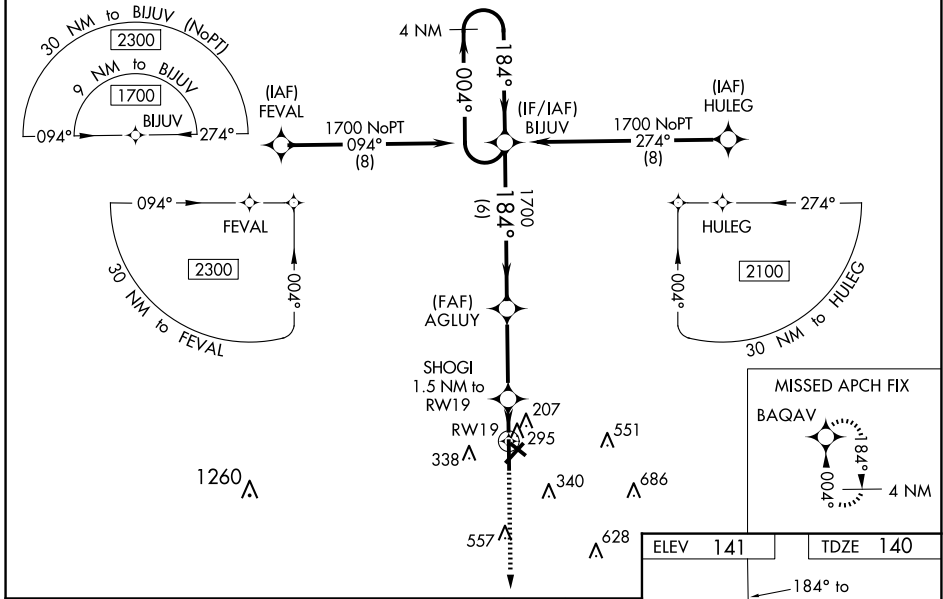 30 NM to BIJUV (NoPT)
2300
9 NM to BIJUV
1700
094°
BIJUV
274°
4 NM
004°
184°
(IAF)
FEVAL
1700 NoPT
094°
(8)
(IF/IAF)
BIJUV
(IAF)
HULEG
1700 NoPT
274°
(8)
1700
184°
(6)
094°
FEVAL
2300
004°
30 NM to FEVAL
HULEG
274°
2100
004°
30 NM to HULEG
(FAF)
AGLUY
SHOGI
1.5 NM to
RW19
RW19
207
295
338
551
1260
340
686
557
628
MISSED APCH FIX
BAQAV
184°
004°
4 NM
ELEV 141
TDZE 140
184° to